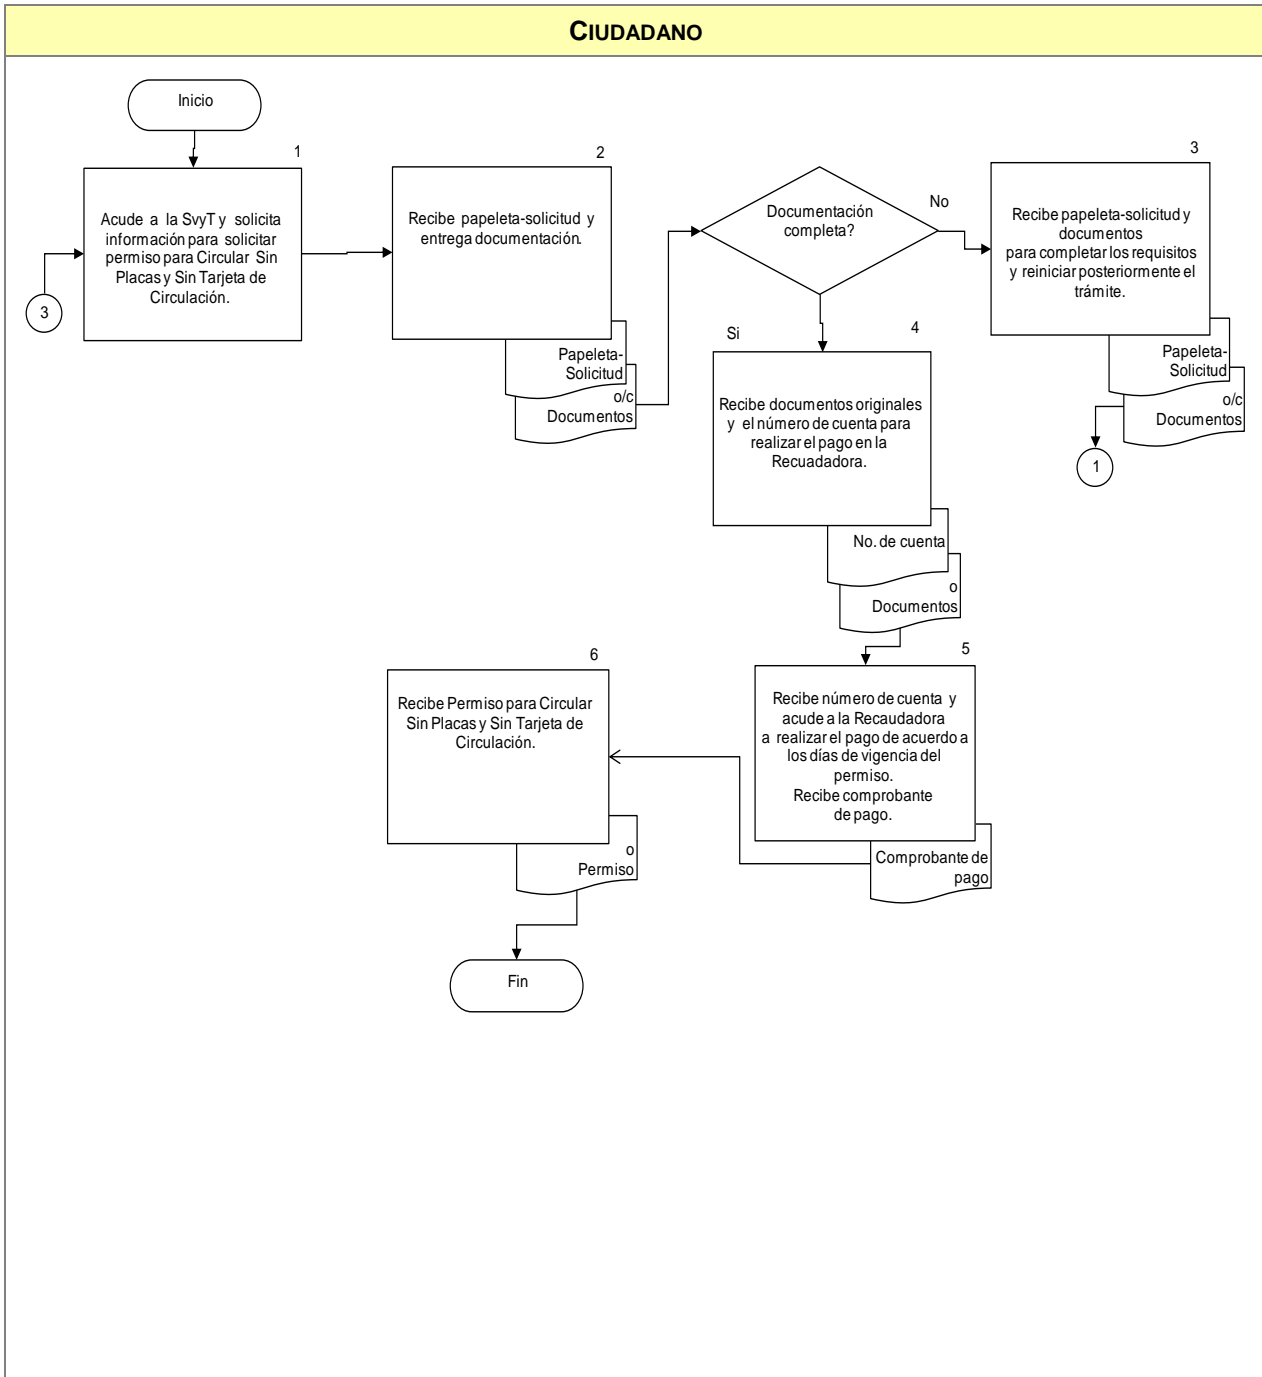 CIUDADANO
Inicio
1
Acude a la SvyT y solicita
información para solicitar
permiso para Circular Sin
Placas y Sin Tarjeta de
Circulación.
3
2
Recibe papeleta-solicitud y
entrega documentación.
Papeleta-
Solicitud
o/c
Documentos
Documentación
completa?
No
Si
3
Recibe papeleta-solicitud y
documentos
para completar los requisitos
y reiniciar posteriormente el
trámite.
Papeleta-
Solicitud
o/c
Documentos
1
4
Recibe documentos originales
y el número de cuenta para
realizar el pago en la
Recuadadora.
No. de cuenta
o
Documentos
5
Recibe número de cuenta y
acude a la Recaudadora
a realizar el pago de acuerdo a
los días de vigencia del
permiso.
Recibe comprobante
de pago.
Comprobante de
pago
6
Recibe Permiso para Circular
Sin Placas y Sin Tarjeta de
Circulación.
o
Permiso
Fin